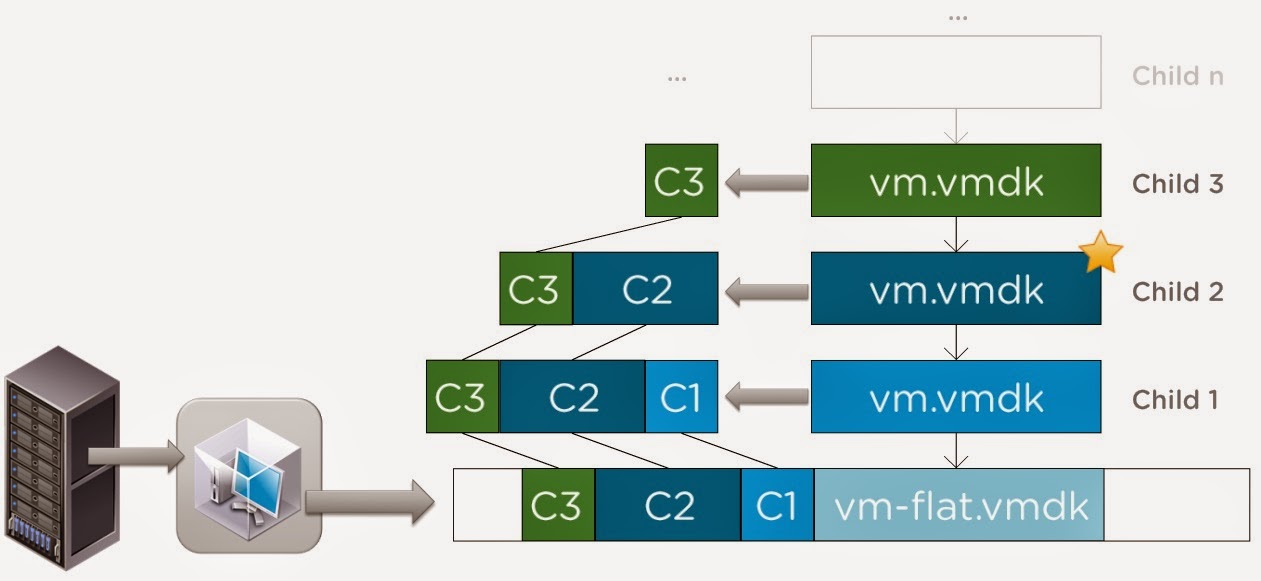 ...
... Child n
C3 vm.vmdk Child 3
C3 C2 vm.vmdk Child 2
C3 C2 C1 vm.vmdk Child 1
C3 C2 C1 vm-flat.vmdk